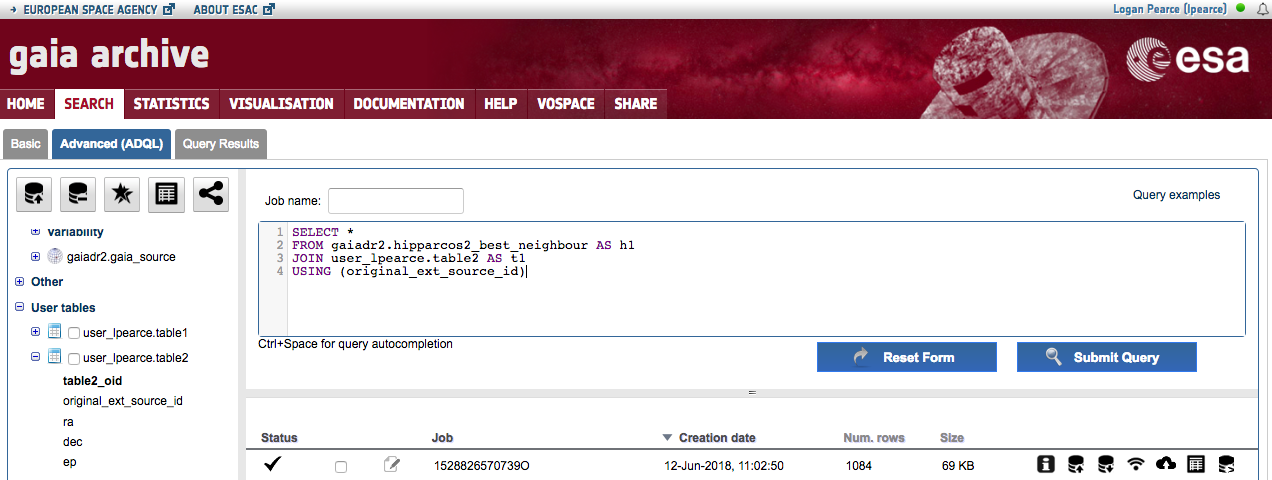 EUROPEAN SPACE AGENCY ABOUT ESAC Logan Pearce (lpearce)
gaia archive
esa
HOME SEARCH STATISTICS VISUALISATION DOCUMENTATION HELP VOSPACE SHARE
Basic Advanced (ADQL) Query Results
Job name: Query examples
Variability
gaiadr2.gaia_source
Other
User tables
user_lpearce.table1
user_lpearce.table2
table2_oid
original_ext_source_id
ra
dec
ep
1 SELECT *
2 FROM gaiadr2.hipparcos2_best_neighbour AS h1
3 JOIN user_lpearce.table2 AS t1
4 USING (original_ext_source_id)
Ctrl+Space for query autocompletion
Reset Form Submit Query
Status Job Creation date Num. rows Size
1528826570739O 12-Jun-2018, 11:02:50 1084 69 KB